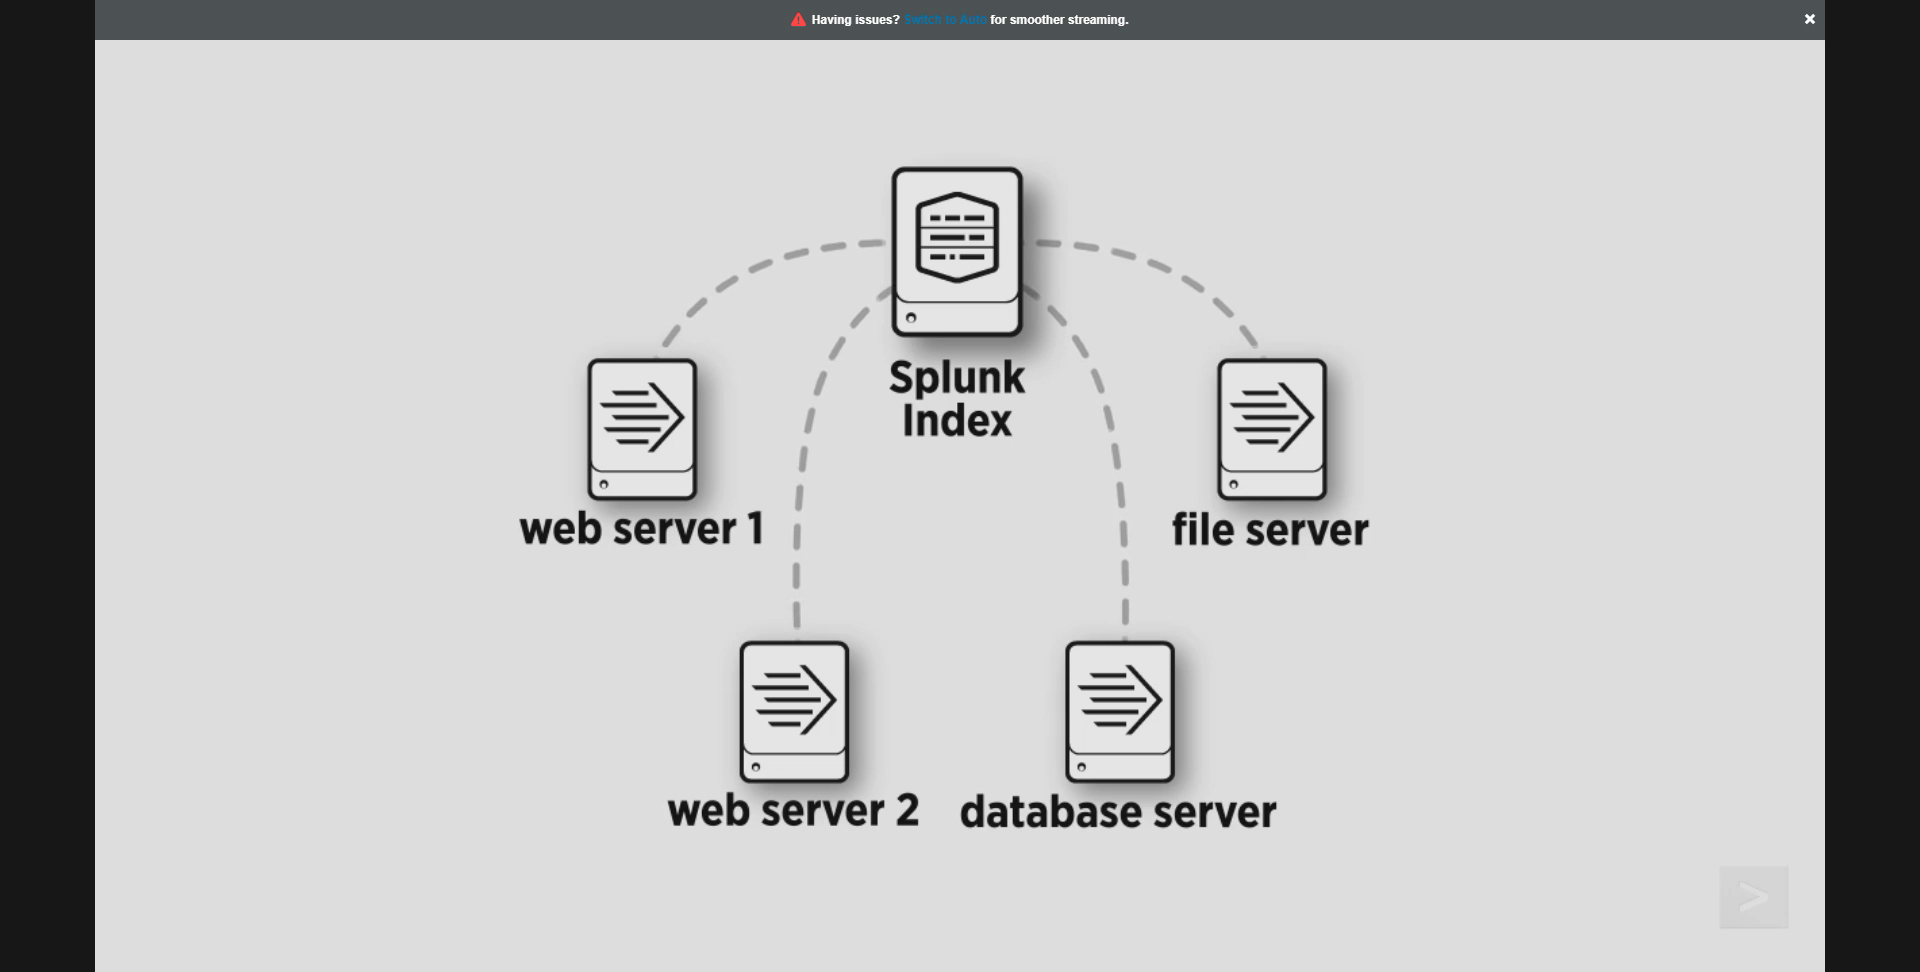 Having issues? Switch to Auto for smoother streaming.
Splunk
Index
web server 1
file server
web server 2
database server